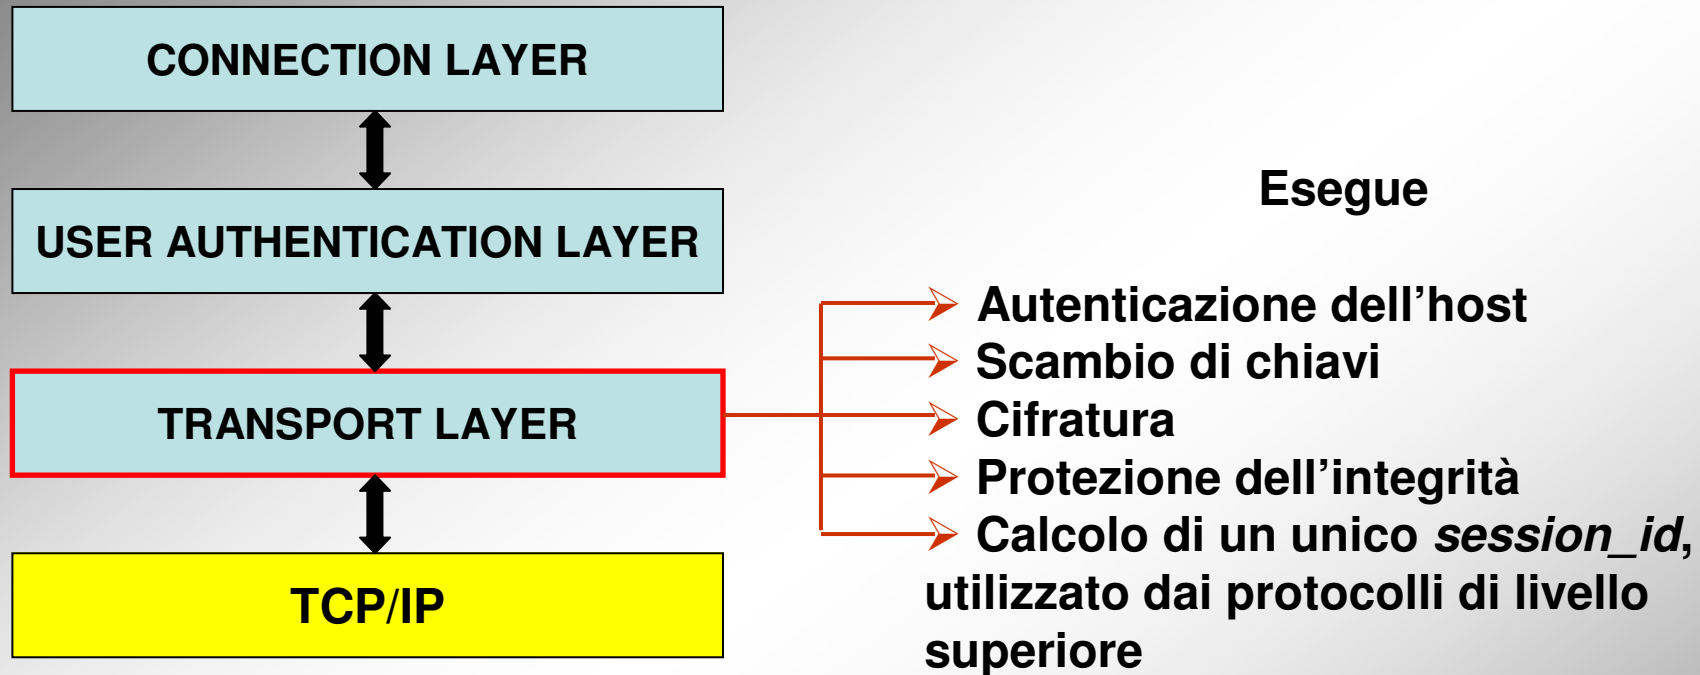 CONNECTION LAYER
USER AUTHENTICATION LAYER
TRANSPORT LAYER
TCP/IP
Esegue
Autenticazione dell’host
Scambio di chiavi
Cifratura
Protezione dell’integrità
Calcolo di un unico session_id,
utilizzato dai protocolli di livello
superiore